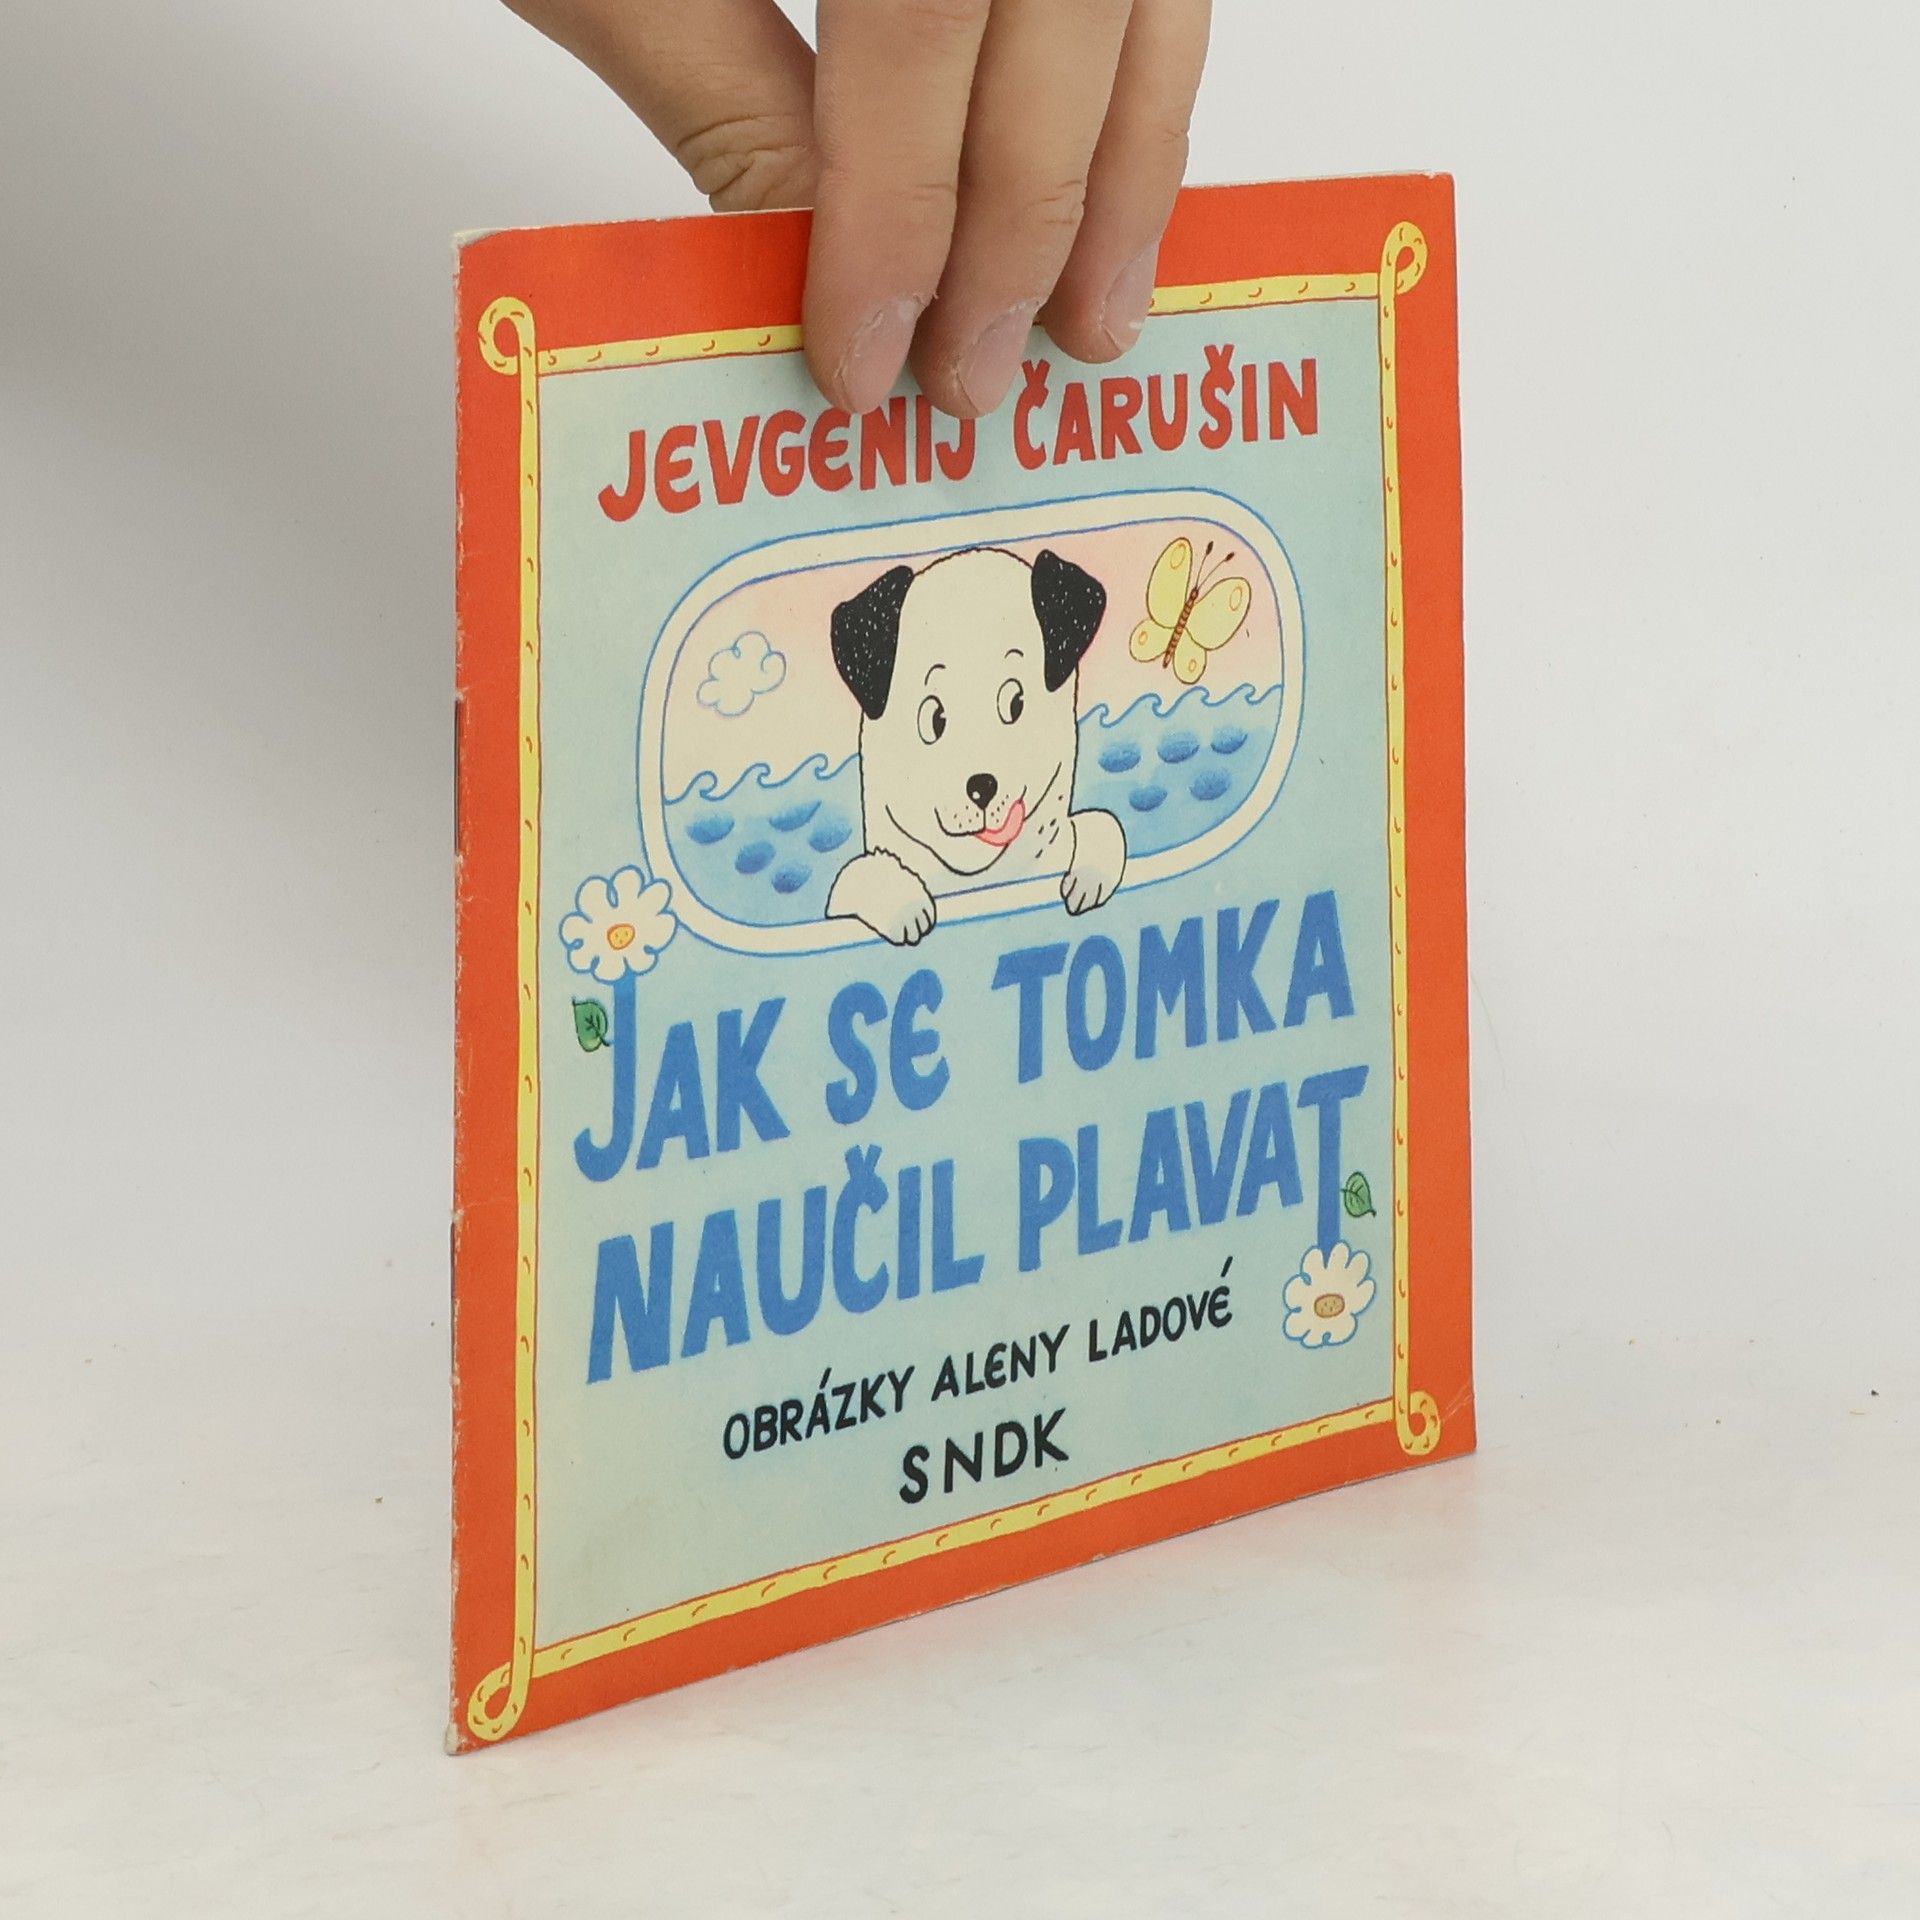 JEVGENIJ ČARUŠIN
JAK SE TOMKA
NAUČIL PLAVAT
OBRÁZKY ALENY LADOVÉ
SNDK